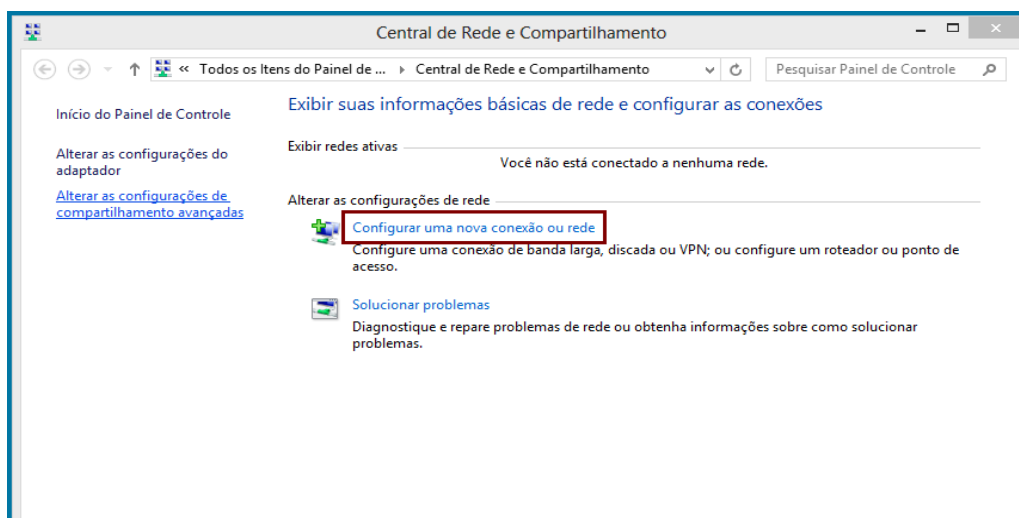 Central de Rede e Compartilhamento
« Todos os Itens do Painel de ... Central de Rede e Compartilhamento
Pesquisar Painel de Controle
Início do Painel de Controle
Alterar as configurações do
adaptador
Alterar as configurações de
compartilhamento avançadas
Exibir suas informações básicas de rede e configurar as conexões
Exibir redes ativas
Você não está conectado a nenhuma rede.
Alterar as configurações de rede
Configurar uma nova conexão ou rede
Configure uma conexão de banda larga, discada ou VPN; ou configure um roteador ou ponto de
acesso.
Solucionar problemas
Diagnostique e repare problemas de rede ou obtenha informações sobre como solucionar
problemas.